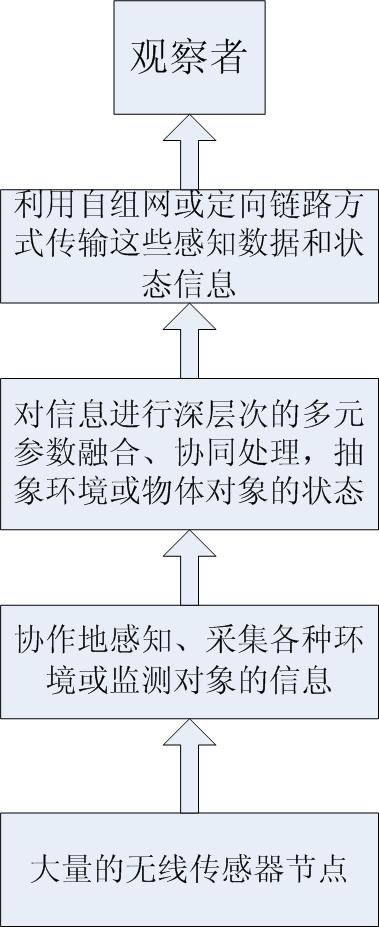 观察者
利用自组网或定向链路方
式传输这些感知数据和状
态信息
对信息进行深层次的多元
参数融合、协同处理，抽
象环境或物体对象的状态
协作地感知、采集各种环
境或监测对象的信息
大量的无线传感器节点